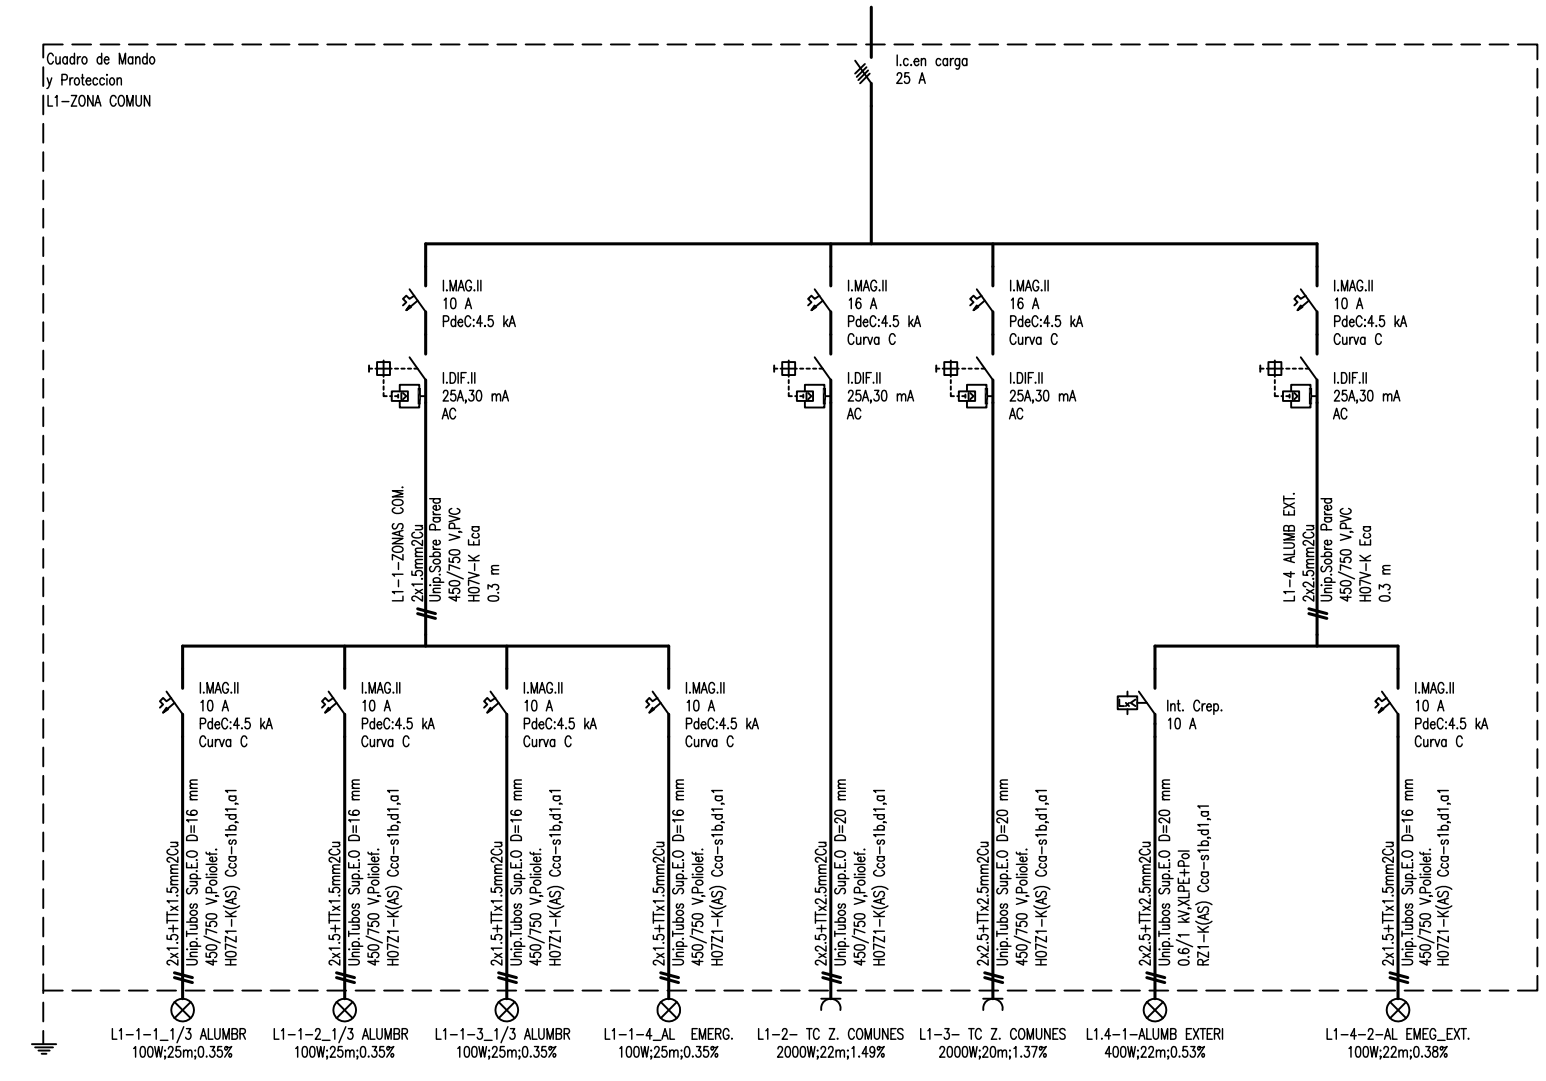 Cuadro de Mando
y Proteccion
L1-ZONA COMUN
I.c.en carga
25 A
I.MAG.II
10 A
PdeC:4.5 kA
I.DIF.II
25A,30 mA
AC
I.MAG.II
16 A
PdeC:4.5 kA
Curva C
I.DIF.II
25A,30 mA
AC
I.MAG.II
16 A
PdeC:4.5 kA
Curva C
I.DIF.II
25A,30 mA
AC
I.MAG.II
10 A
PdeC:4.5 kA
Curva C
I.DIF.II
25A,30 mA
AC
L1-1-ZONAS COM.
2x1.5mm2Cu
Unip.Sobre Pared
450/750 V,PVC
H07V-K Eca
0.3 m
L1-4 ALUMB EXT.
2x2.5mm2Cu
Unip.Sobre Pared
450/750 V,PVC
H07V-K Eca
0.3 m
I.MAG.II
10 A
PdeC:4.5 kA
Curva C
I.MAG.II
10 A
PdeC:4.5 kA
Curva C
I.MAG.II
10 A
PdeC:4.5 kA
Curva C
I.MAG.II
10 A
PdeC:4.5 kA
Curva C
Int. Crep.
10 A
I.MAG.II
10 A
PdeC:4.5 kA
Curva C
2x1.5+TTx1.5mm2Cu
Unip.Tubos Sup.E.O D=16 mm
450/750 V,Poliolef.
H07Z1-K(AS) Cca-s1b,d1,a1
2x1.5+TTx1.5mm2Cu
Unip.Tubos Sup.E.O D=16 mm
450/750 V,Poliolef.
H07Z1-K(AS) Cca-s1b,d1,a1
2x1.5+TTx1.5mm2Cu
Unip.Tubos Sup.E.O D=16 mm
450/750 V,Poliolef.
H07Z1-K(AS) Cca-s1b,d1,a1
2x1.5+TTx1.5mm2Cu
Unip.Tubos Sup.E.O D=16 mm
450/750 V,Poliolef.
H07Z1-K(AS) Cca-s1b,d1,a1
2x2.5+TTx2.5mm2Cu
Unip.Tubos Sup.E.O D=20 mm
450/750 V,Poliolef.
H07Z1-K(AS) Cca-s1b,d1,a1
2x2.5+TTx2.5mm2Cu
Unip.Tubos Sup.E.O D=20 mm
450/750 V,Poliolef.
H07Z1-K(AS) Cca-s1b,d1,a1
2x2.5+TTx2.5mm2Cu
Unip.Tubos Sup.E.O D=20 mm
0.6/1 kV,XLPE+Pol
RZ1-K(AS) Cca-s1b,d1,a1
2x1.5+TTx1.5mm2Cu
Unip.Tubos Sup.E.O D=16 mm
450/750 V,Poliolef.
H07Z1-K(AS) Cca-s1b,d1,a1
L1-1-1_1/3 ALUMBR
100W;25m;0.35%
L1-1-2_1/3 ALUMBR
100W;25m;0.35%
L1-1-3_1/3 ALUMBR
100W;25m;0.35%
L1-1-4_AL EMERG.
100W;25m;0.35%
L1-2- TC Z. COMUNES
2000W;22m;1.49%
L1-3- TC Z. COMUNES
2000W;20m;1.37%
L1.4-1-ALUMB EXTERI
400W;22m;0.53%
L1-4-2-AL EMEG_EXT.
100W;22m;0.38%